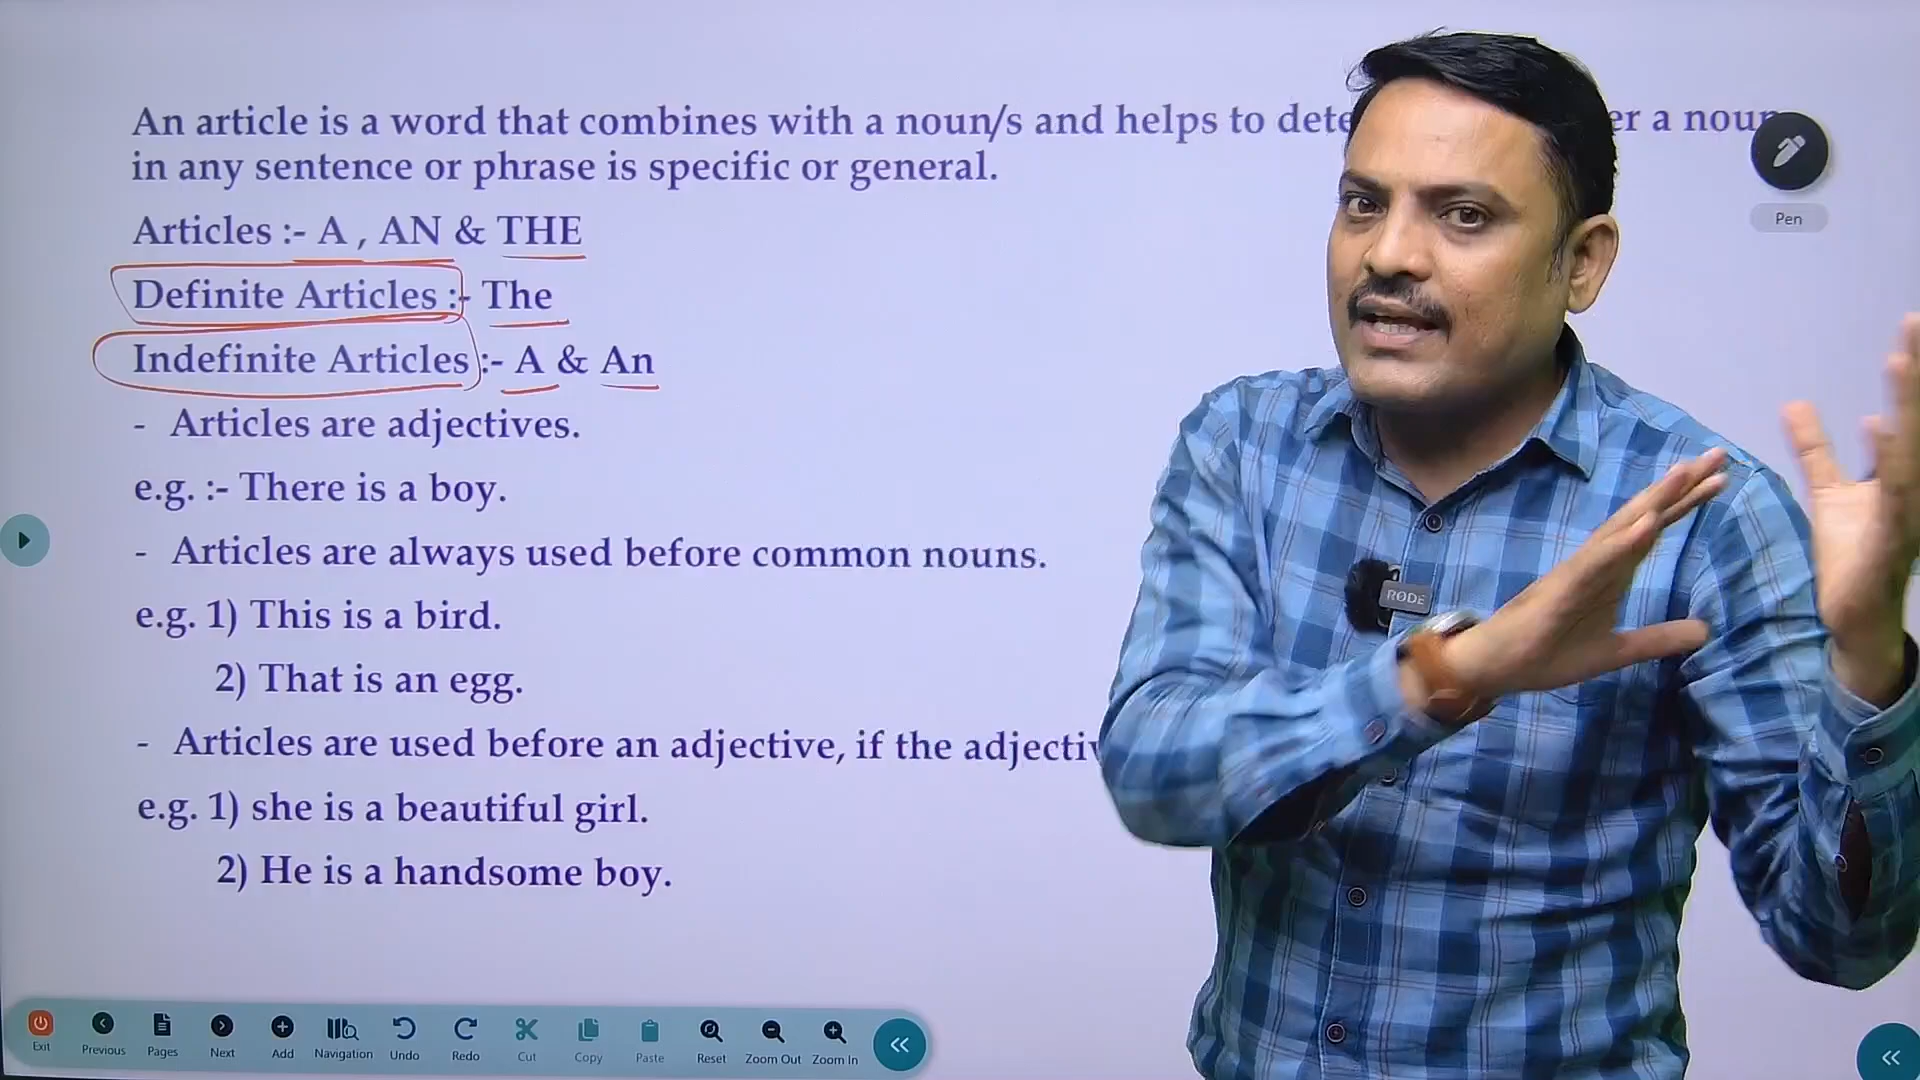 An article is a word that combines with a noun/s and helps to a noun
in any sentence or phrase is specific or general.
Articles :- A , AN & THE
Definite Articles :- The
Indefinite Articles :- A & An
- Articles are adjectives.
e.g. :- There is a boy.
- Articles are always used before common nouns.
e.g. 1) This is a bird.
2) That is an egg.
- Articles are used before an adjective, if the
e.g. 1) she is a beautiful girl.
2) He is a handsome boy.
Pen
RØDE
Exit Previous Pages Next Add Navigation Undo Redo Cut Copy Paste Reset Zoom Out Zoom In